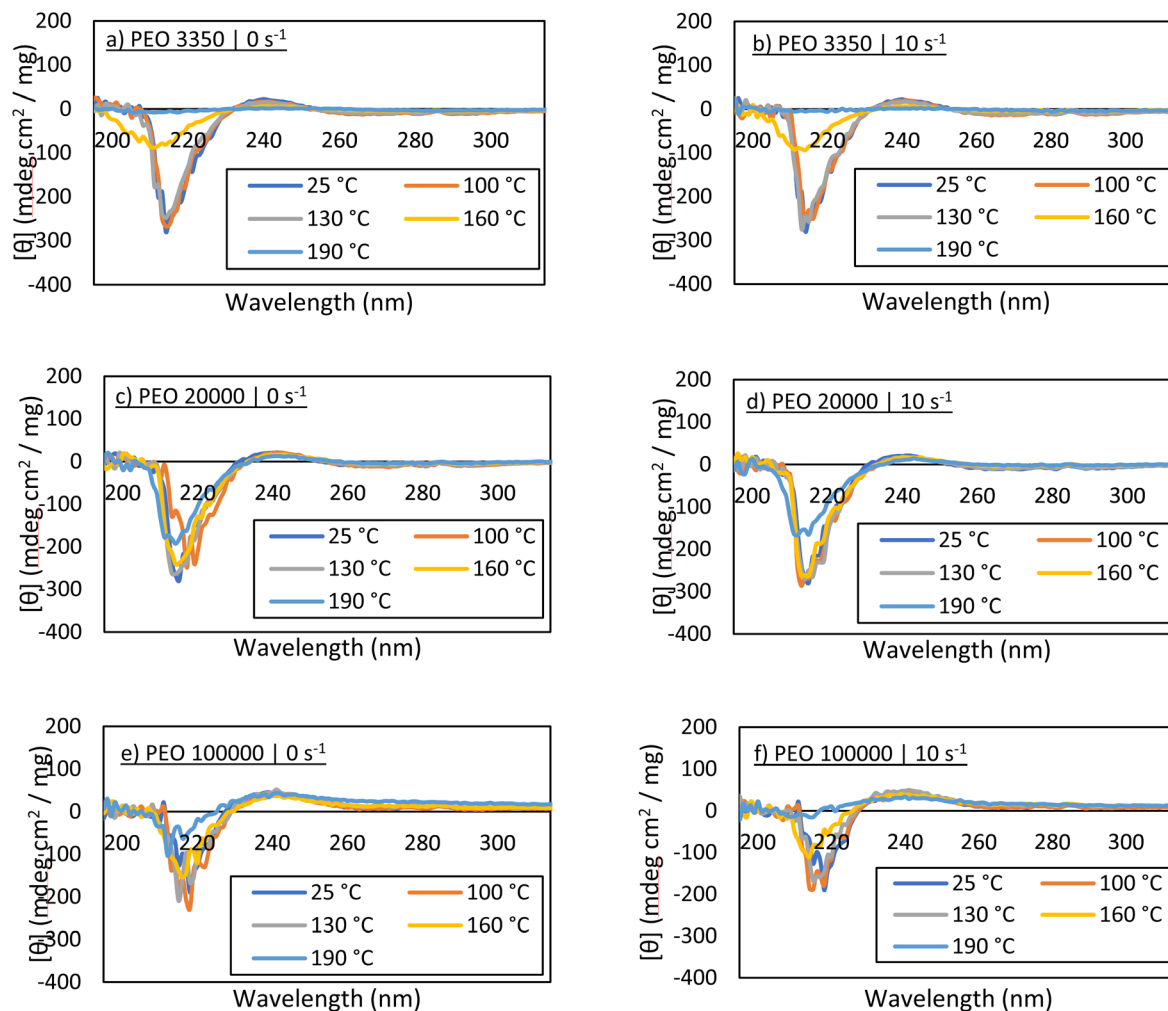 a) PEO 3350 | 0 s⁻¹
[θ] (mdeg cm² / mg)
200
100
0
-100
-200
-300
-400
200 220 240 260 280 300
25 °C 100 °C
130 °C 160 °C
190 °C
Wavelength (nm)
b) PEO 3350 | 10 s⁻¹
[θ] (mdeg cm² / mg)
200
100
0
-100
-200
-300
-400
200 220 240 260 280 300
25 °C 100 °C
130 °C 160 °C
190 °C
Wavelength (nm)
c) PEO 20000 | 0 s⁻¹
[θ] (mdeg cm² / mg)
200
100
0
-100
-200
-300
-400
200 220 240 260 280 300
25 °C 100 °C
130 °C 160 °C
190 °C
Wavelength (nm)
d) PEO 20000 | 10 s⁻¹
[θ] (mdeg cm² / mg)
200
100
0
-100
-200
-300
-400
200 220 240 260 280 300
25 °C 100 °C
130 °C 160 °C
190 °C
Wavelength (nm)
e) PEO 100000 | 0 s⁻¹
[θ] (mdeg cm² / mg)
200
100
0
-100
-200
-300
-400
200 220 240 260 280 300
25 °C 100 °C
130 °C 160 °C
190 °C
Wavelength (nm)
f) PEO 100000 | 10 s⁻¹
[θ] (mdeg cm² / mg)
200
100
0
-100
-200
-300
-400
200 220 240 260 280 300
25 °C 100 °C
130 °C 160 °C
190 °C
Wavelength (nm)